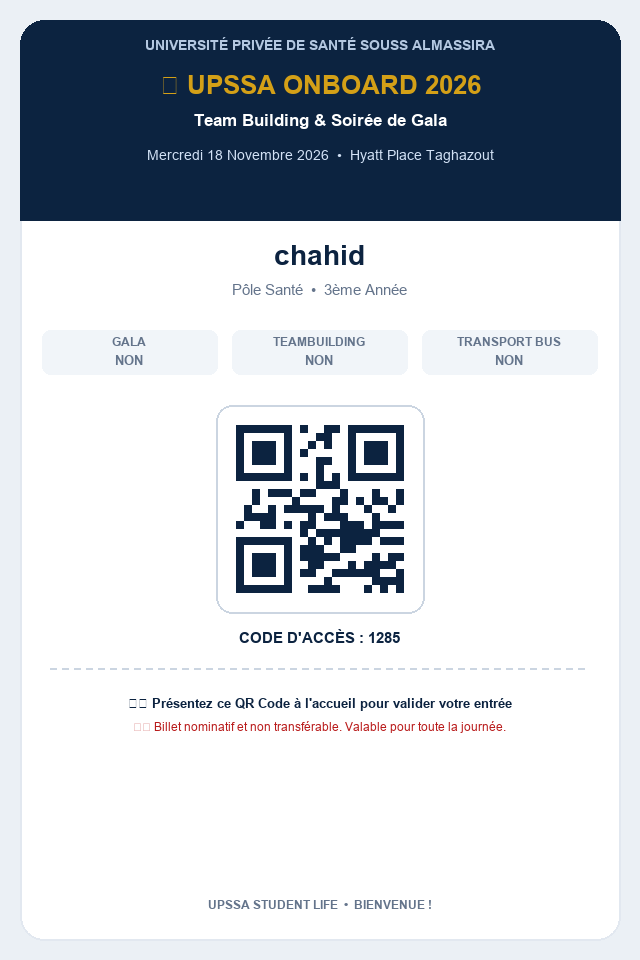 UNIVERSITÉ PRIVÉE DE SANTÉ SOUSS ALMASSIRA
UPSSA ONBOARD 2026
Team Building & Soirée de Gala
Mercredi 18 Novembre 2026 • Hyatt Place Taghazout
chahid
Pôle Santé • 3ème Année
GALA
NON
TEAMBUILDING
NON
TRANSPORT BUS
NON
CODE D'ACCÈS : 1285
Présentez ce QR Code à l'accueil pour valider votre entrée
Billet nominatif et non transférable. Valable pour toute la journée.
UPSSA STUDENT LIFE • BIENVENUE !